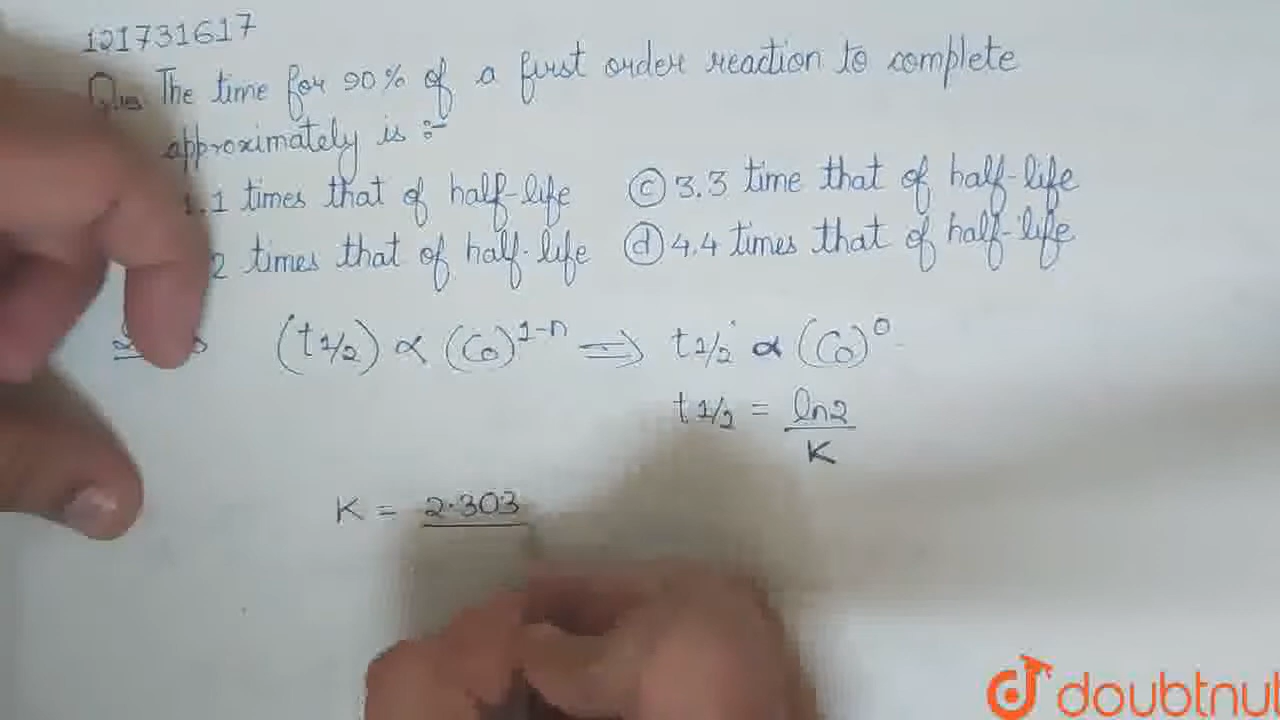 121731617
Ques The time for 90% of a first order reaction to complete
approximately is :-
1.1 times that of half-life (c) 3.3 time that of half-life
2 times that of half-life (d) 4.4 times that of half-life
(t1/2) ∝ (C₀)^1-n ⇒ t1/2 ∝ (C₀)^0
t1/2 = ln2/K
K = 2.303
doubtnut